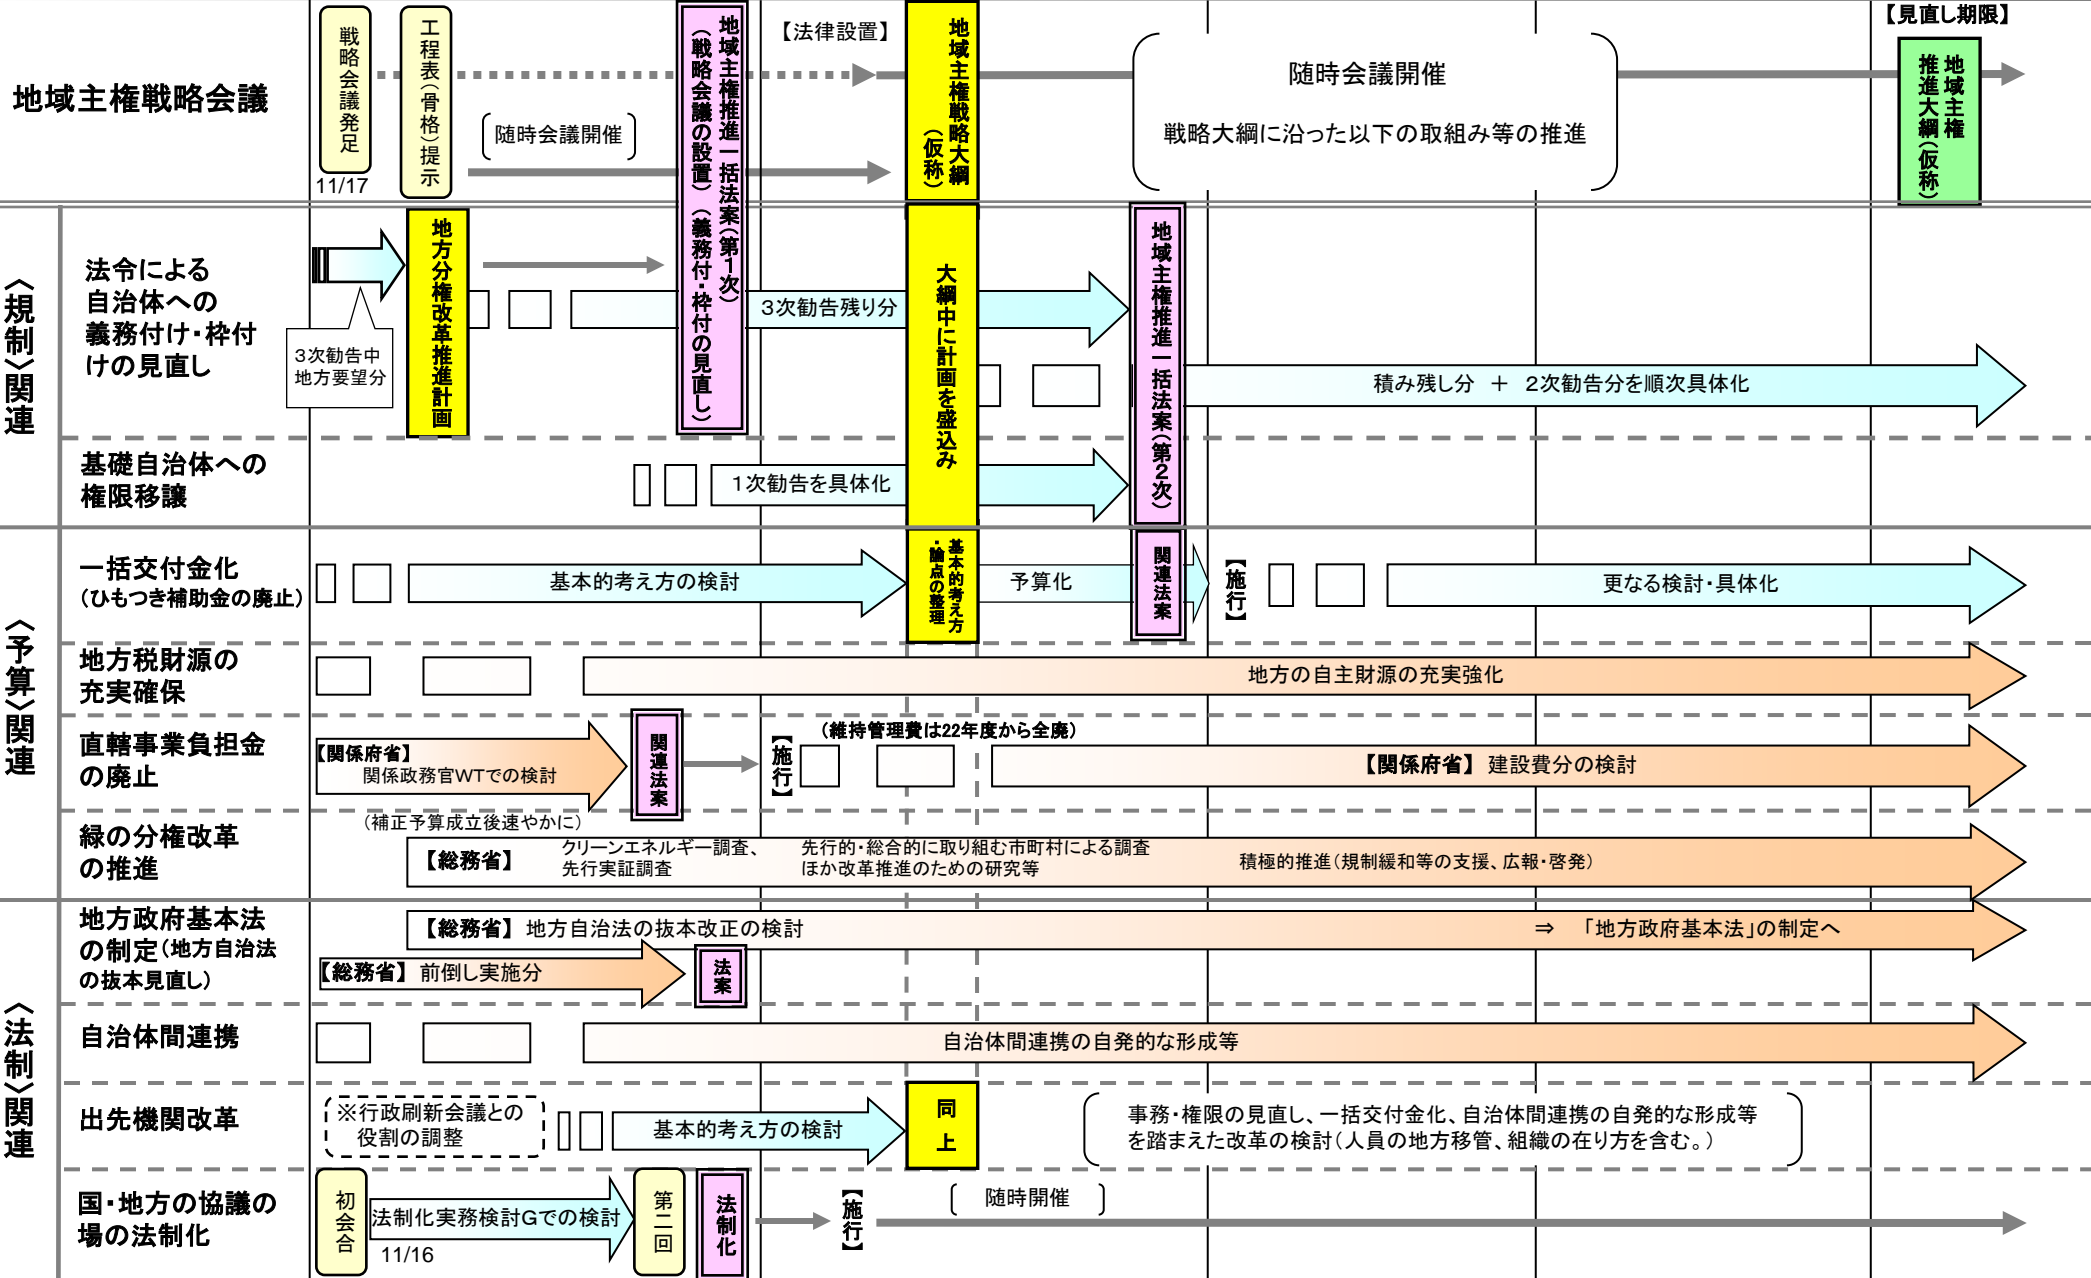 地域主権戦略会議
戦略会議発足
11/17
工程表(骨格)提示
随時会議開催
地域主権推進一括法案(第1次)
(戦略会議の設置)(義務付・枠付の見直し)
【法律設置】
地域主権戦略大綱
(仮称)
随時会議開催
戦略大綱に沿った以下の取組み等の推進
【見直し期限】
地域主権
推進大綱(仮称)
〈規制〉関連
法令による
自治体への
義務付け・枠付
けの見直し
3次勧告中
地方要望分
地方分権改革推進計画
3次勧告残り分
大綱中に計画を盛込み
地域主権推進一括法案(第2次)
積み残し分 + 2次勧告分を順次具体化
基礎自治体への
権限移譲
1次勧告を具体化
〈予算〉関連
一括交付金化
(ひもつき補助金の廃止)
基本的考え方の検討
基本的考え方
・論点の整理
予算化
関連法案
【施行】
更なる検討・具体化
地方税財源の
充実確保
地方の自主財源の充実強化
直轄事業負担金
の廃止
【関係府省】
関係政務官WTでの検討
関連法案
【施行】
(維持管理費は22年度から全廃)
【関係府省】建設費分の検討
緑の分権改革
の推進
(補正予算成立後速やかに)
【総務省】
クリーンエネルギー調査、
先行実証調査
先行的・総合的に取り組む市町村による調査
ほか改革推進のための研究等
積極的推進(規制緩和等の支援、広報・啓発)
〈法制〉関連
地方政府基本法
の制定(地方自治法
の抜本見直し)
【総務省】地方自治法の抜本改正の検討
⇒ 「地方政府基本法」の制定へ
【総務省】前倒し実施分
法案
自治体間連携
自治体間連携の自発的な形成等
出先機関改革
※行政刷新会議との
役割の調整
基本的考え方の検討
同上
事務・権限の見直し、一括交付金化、自治体間連携の自発的な形成等
を踏まえた改革の検討(人員の地方移管、組織の在り方を含む。)
国・地方の協議の
場の法制化
初会合
法制化実務検討Gでの検討
11/16
第二回
法制化
【施行】
随時開催